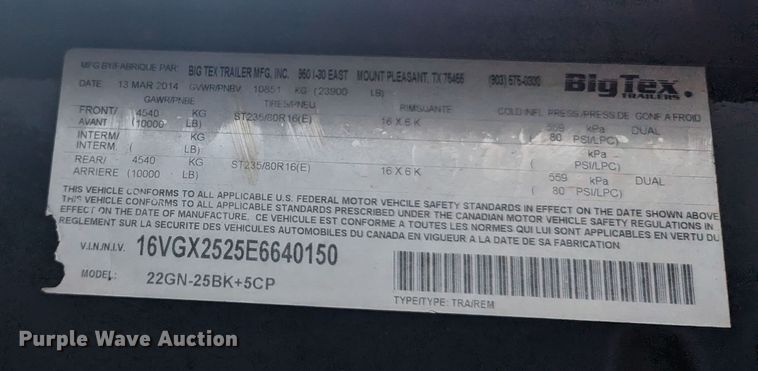 MFG BY/FABRIQUE PAR: BIG TEX TRAILER MFG, INC. 950 I-30 EAST MOUNT PLEASANT, TX 75455 (903) 575-0300
BigTex.
TRAILERS
DATE 13 MAR 2014 GVWR/PNBV 10851 KG (23900 LB)
GAWR/PNBE TIRES/PNEU RIM/JANTE COLD INFL PRESS/PRESS DE GONF A FROID
FRONT/ 4540 KG ST235/80R16(E) 16 X 6 K 559 kPa DUAL
AVANT (10000 LB) ( 80 PSI/LPC)
INTERM/ KG kPa
INTERM. ( LB) ( PSI/LPC)
REAR/ 4540 KG ST235/80R16(E) 16 X 6 K 559 kPa DUAL
ARRIERE (10000 LB) ( 80 PSI/LPC)
THIS VEHICLE CONFORMS TO ALL APPLICABLE U.S. FEDERAL MOTOR VEHCILE SAFETY STANDARDS IN EFFECT ON THE DATE SHOWN ABOVE
THIS VEHICLE CONFORMS TO ALL APPLICABLE STANDARDS PRESCRIBED UNDER THE CANADIAN MOTOR VEHICLE SAFETY REGULATIONS IN
EFFECT ON THE DATE OF MANUFACTURE. CE VEHICULE EST CONFORME A TOUTES LES NORMES QUI LUI SONT APPLICABLES EN VERTU DU
REGLEMENT SUR LA SECURITE DES VEHICULES AUTOMOBILES DU CANADA EN VIGUEUR A LA DATE DE SA FABRICATION
V.I.N./N.I.V. 16VGX2525E6640150
MODEL: 22GN-25BK+5CP
TYPE/TYPE: TRA/REM
Purple Wave Auction